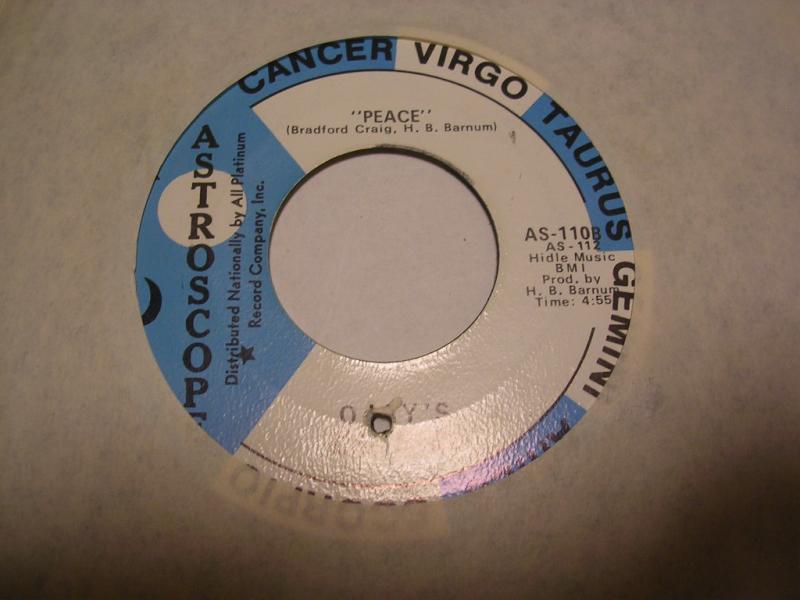 CANCER VIRGO TAURUS GEMINI
"PEACE"
(Bradford Craig, H. B. Barnum)
ASTROSCOPE
Distributed Nationally by All Platinum
Record Company, Inc.
AS-110B
AS-112
Hidle Music
BMI
Prod. by
H. B. Barnum
Time: 4:55